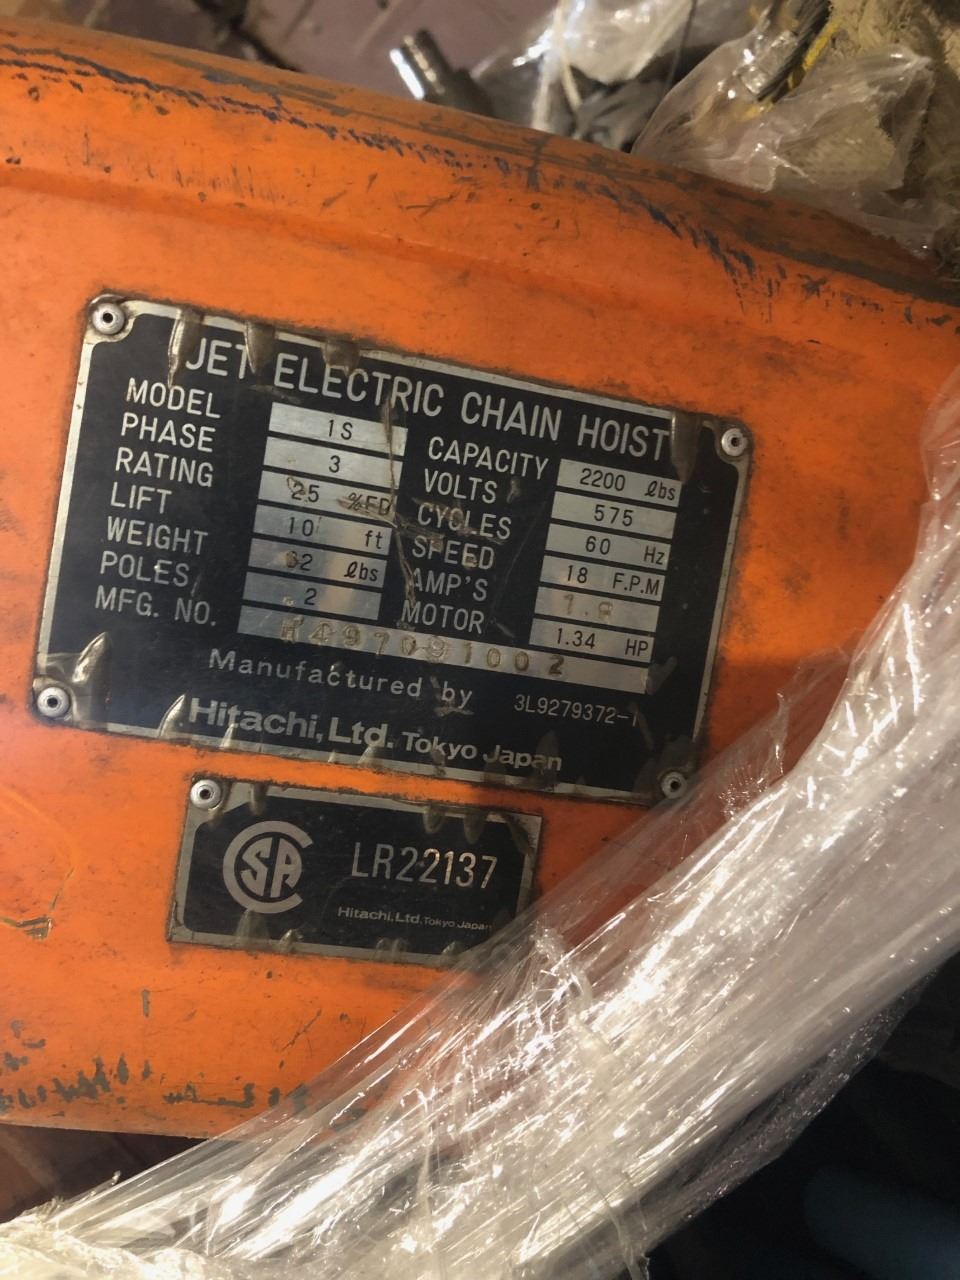 JET ELECTRIC CHAIN HOIST
MODEL 1S CAPACITY 2200 ℓbs
PHASE 3 VOLTS 575
RATING 25 %ED CYCLES 60 Hz
LIFT 10 ft SPEED 18 F.P.M
WEIGHT ℓbs AMP'S
POLES 2 MOTOR 1.34 HP
MFG. NO.
Manufactured by 3L9279372-1
Hitachi, Ltd. Tokyo Japan
CSA LR22137
Hitachi, Ltd. Tokyo Japan